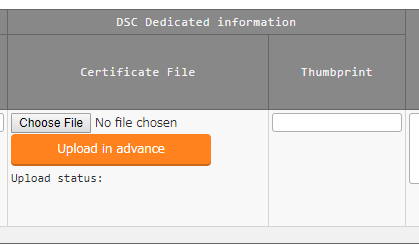 DSC Dedicated information
Certificate File
Thumbprint
Choose File No file chosen
Upload in advance
Upload status: